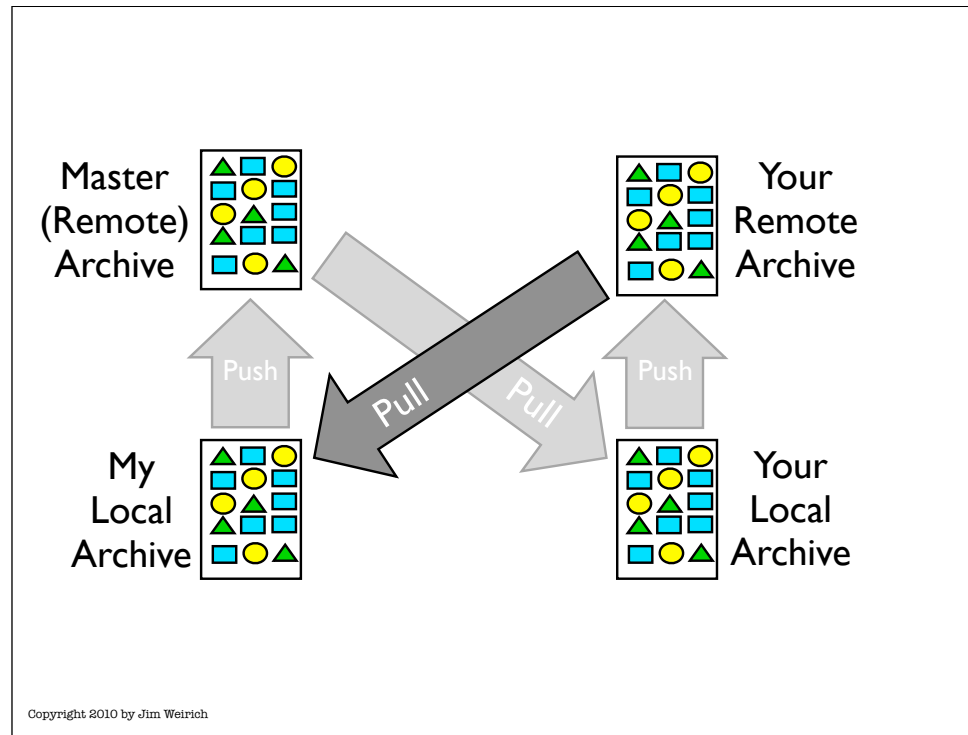 Master
(Remote)
Archive
Your
Remote
Archive
Push
Pull
Pull
Push
My
Local
Archive
Your
Local
Archive
Copyright 2010 by Jim Weirich